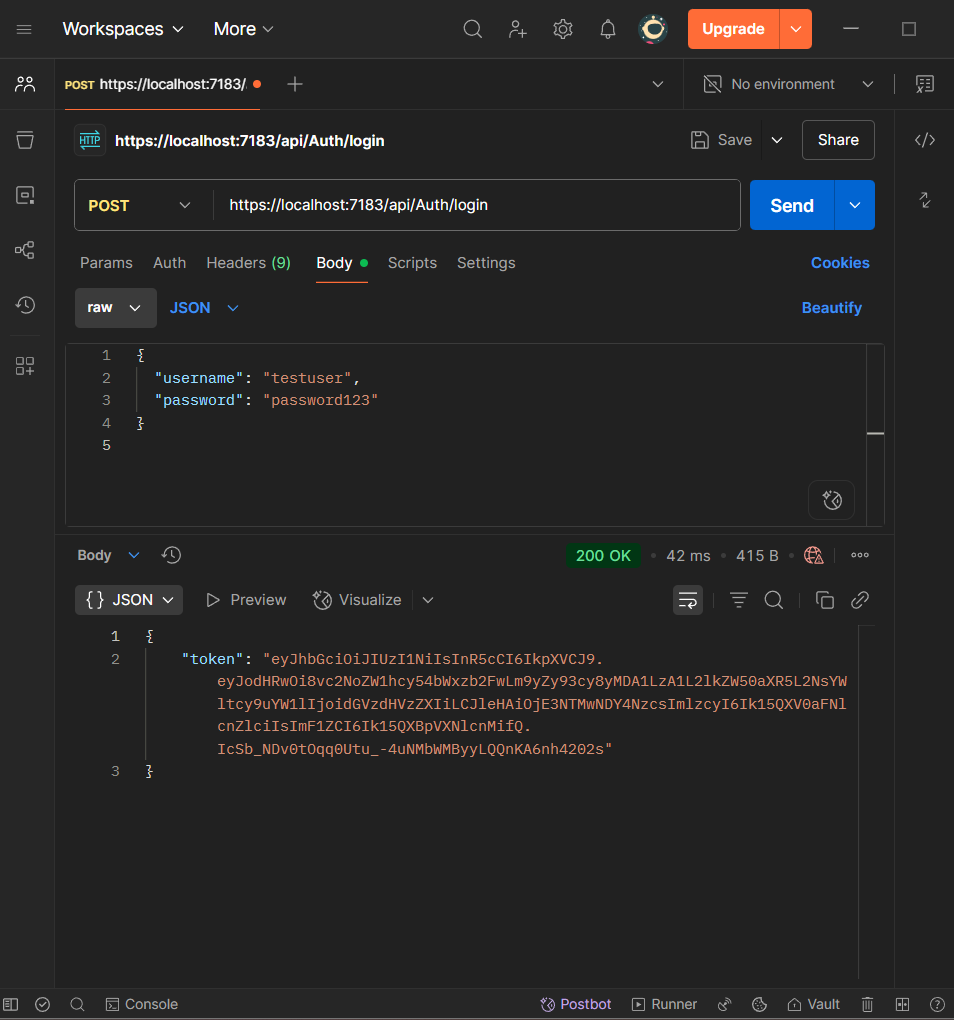 Workspaces More Upgrade
POST https://localhost:7183/. No environment
HTTP https://localhost:7183/api/Auth/login Save Share
POST https://localhost:7183/api/Auth/login Send
Params Auth Headers (9) Body Scripts Settings Cookies
raw JSON Beautify
1 {
2 "username": "testuser",
3 "password": "password123"
4 }
5
Body 200 OK 42 ms 415 B
{} JSON Preview Visualize
1 {
2 "token": "eyJhbGciOiJIUzI1NiIsInR5cCI6IkpXVCJ9.
eyJodHRwOi8vc2NoZW1hcy54bWxzb2FwLm9yZy93cy8yMDA1LzA1L2lkZW50aXR5L2NsYW
ltcy9uYW1lIjoidGVzdHVzZXIiLCJleHAiOjE3NTMwNDY4NzcsImlzcyI6Ik15QXV0aFNl
cnZlciIsImF1ZCI6Ik15QXBpVXNlcnMifQ.
IcSb_NDv0tOqq0Utu_-4uNMbWMByyLQQnKA6nh4202s"
3 }
Console Postbot Runner Vault